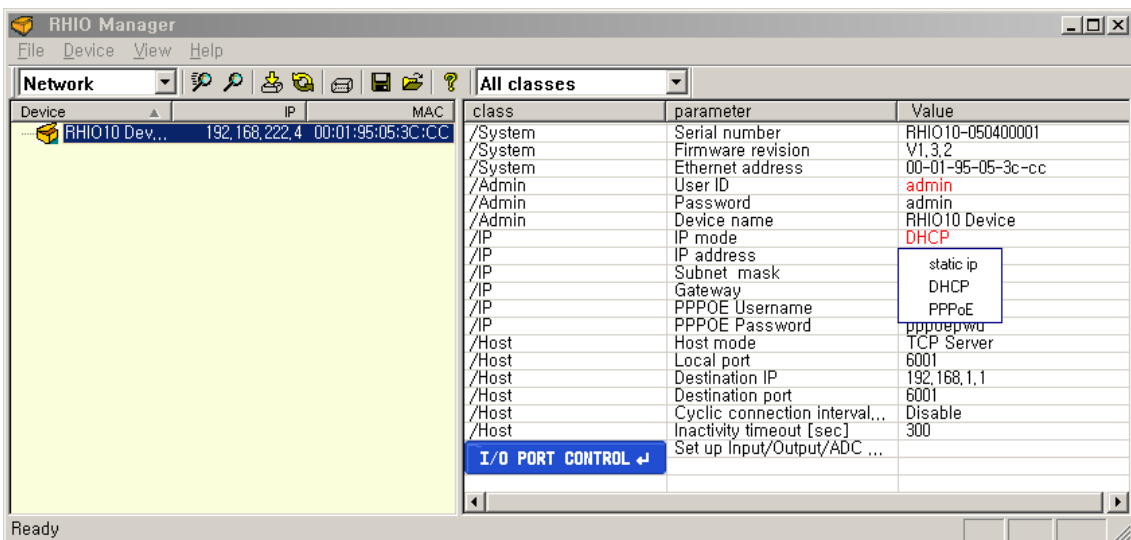 RHIO Manager
File Device View Help
Network All classes
Device IP MAC class parameter Value
RHIO10 Dev... 192,168,222,4 00:01:95:05:3C:CC /System Serial number RHIO10-050400001
/System Firmware revision V1,3,2
/System Ethernet address 00-01-95-05-3c-cc
/Admin User ID admin
/Admin Password admin
/Admin Device name RHIO10 Device
/IP IP mode DHCP
/IP IP address
static ip
/IP Subnet mask
/IP Gateway DHCP
/IP PPPOE Username PPPoE
/IP PPPOE Password pppoepwd
/Host Host mode TCP Server
/Host Local port 6001
/Host Destination IP 192,168,1,1
/Host Destination port 6001
/Host Cyclic connection interval,,, Disable
/Host Inactivity timeout [sec] 300
I/O PORT CONTROL ↵ Set up Input/Output/ADC ,,,
Ready